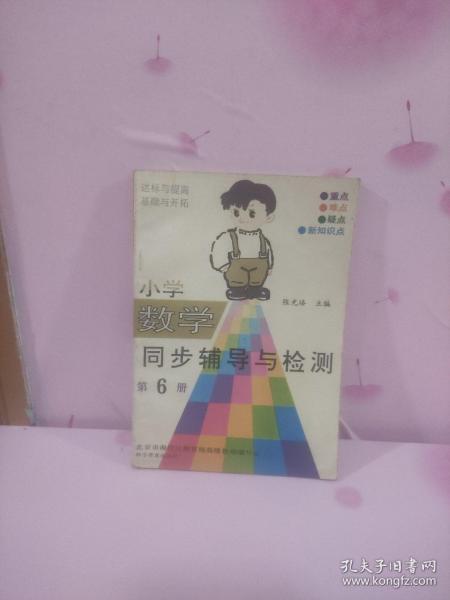 达标与提高
基础与开拓
●重点
●难点
●疑点
●新知识点
小学
数学
张光珞 主编
同步辅导与检测
第6册
孔夫子旧书网
www.kongfz.com